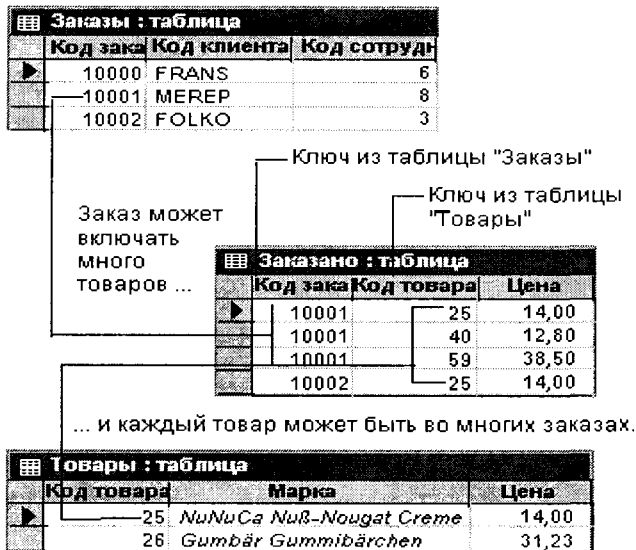 Заказы : таблица
Код зака Код клиента Код сотрудн
10000 FRANS 6
10001 MEREP 8
10002 FOLKO 3
Ключ из таблицы "Заказы"
Ключ из таблицы
"Товары"
Заказ может
включать
много
товаров ...
Заказано : таблица
Код зака Код товара Цена
10001 25 14,00
10001 40 12,80
10001 59 38,50
10002 25 14,00
... и каждый товар может быть во многих заказах.
Товары : таблица
Код товара Марка Цена
25 NuNuCa Nuß-Nougat Creme 14,00
26 Gumbär Gummibärchen 31,23